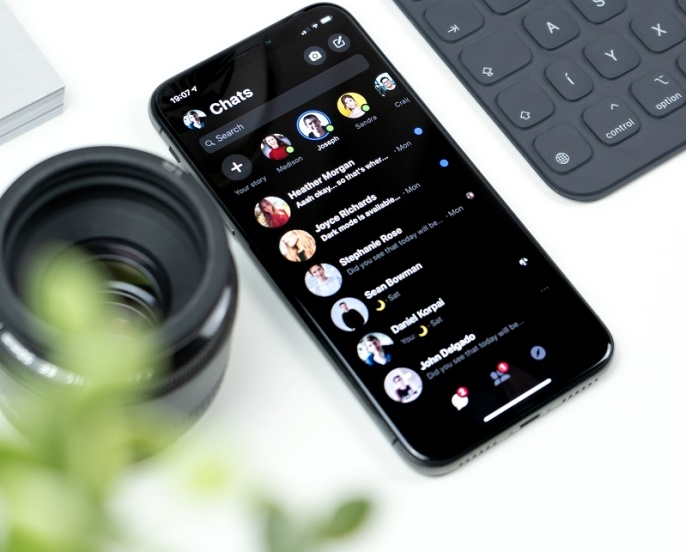 19:07
Chats
Search
Your story
Madison
Joseph
Sandra
Craig
Heather Morgan
Aaah okay... so that's wher... · Mon
Joyce Richards
Dark mode is available... · Mon
Stephanie Rose
Did you see that today will be... · Mon
Sean Bowman
🌙 · Sat
Daniel Korpai
You: 🌙 · Sat
John Delgado
Did you see that today will be...
A
S
Y
X
Í
control
option